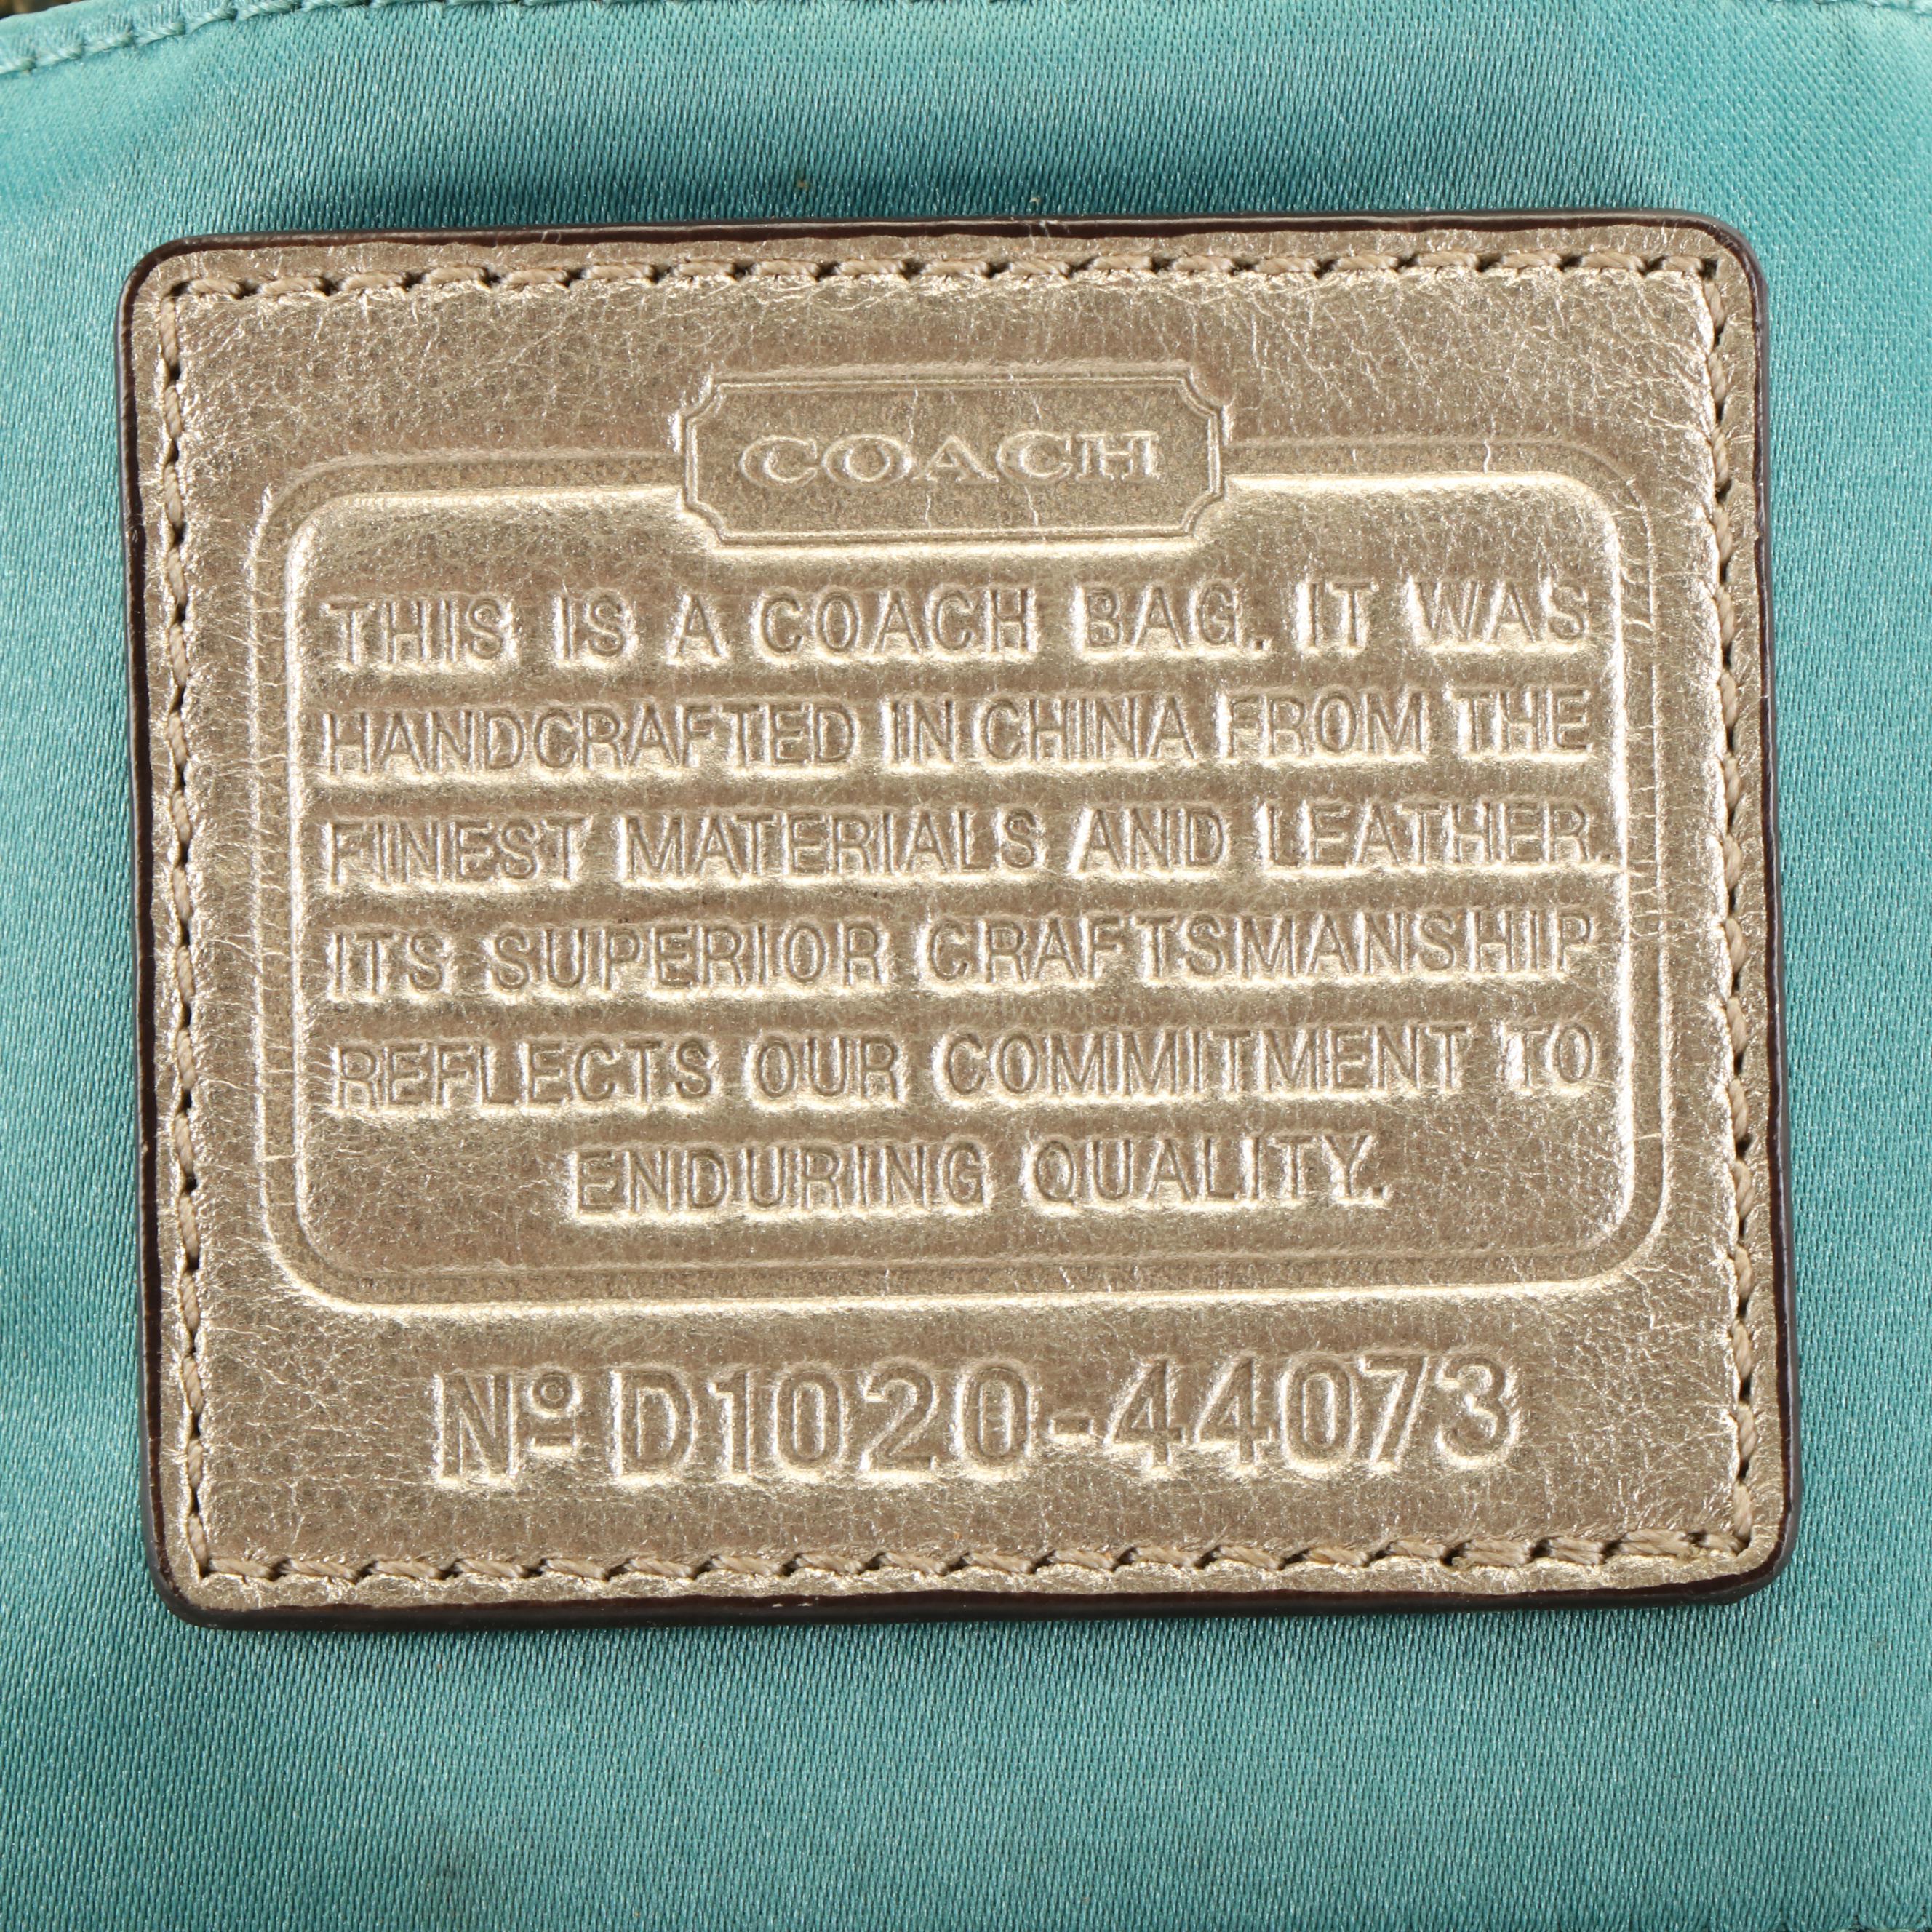 COACH
THIS IS A COACH BAG. IT WAS
HANDCRAFTED IN CHINA FROM THE
FINEST MATERIALS AND LEATHER.
ITS SUPERIOR CRAFTSMANSHIP
REFLECTS OUR COMMITMENT TO
ENDURING QUALITY.
Nº D1020-44073